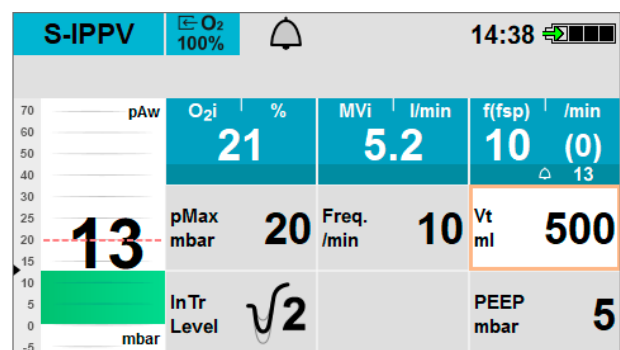 S-IPPV
O2
100%
14:38
70
60
50
40
30
25
20
15
10
5
0
-5
pAw
13
mbar
O2i %
21
MVi l/min
5.2
f(fsp) /min
10 (0)
13
pMax
mbar
20
Freq.
/min
10
Vt
ml
500
InTr
Level
2
PEEP
mbar
5